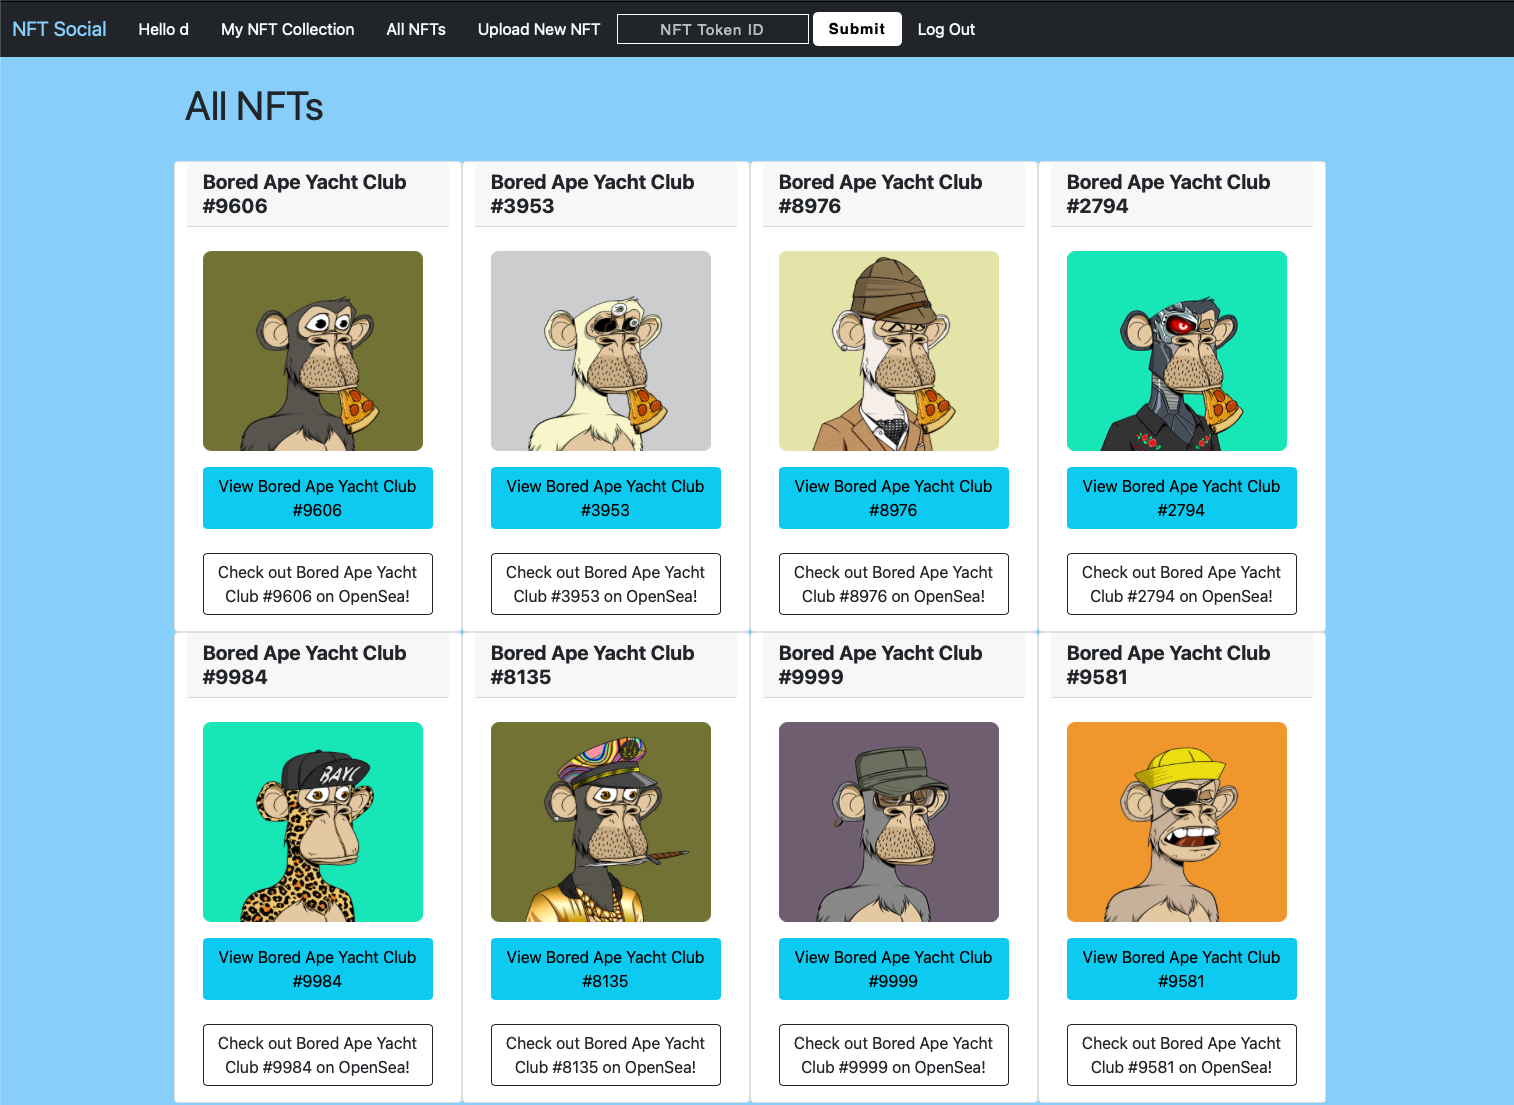 NFT Social Hello d My NFT Collection All NFTs Upload New NFT NFT Token ID Submit Log Out
All NFTs
Bored Ape Yacht Club
#9606
Bored Ape Yacht Club
#3953
Bored Ape Yacht Club
#8976
Bored Ape Yacht Club
#2794
View Bored Ape Yacht Club
#9606
View Bored Ape Yacht Club
#3953
View Bored Ape Yacht Club
#8976
View Bored Ape Yacht Club
#2794
Check out Bored Ape Yacht
Club #9606 on OpenSea!
Check out Bored Ape Yacht
Club #3953 on OpenSea!
Check out Bored Ape Yacht
Club #8976 on OpenSea!
Check out Bored Ape Yacht
Club #2794 on OpenSea!
Bored Ape Yacht Club
#9984
Bored Ape Yacht Club
#8135
Bored Ape Yacht Club
#9999
Bored Ape Yacht Club
#9581
BAYC
View Bored Ape Yacht Club
#9984
View Bored Ape Yacht Club
#8135
View Bored Ape Yacht Club
#9999
View Bored Ape Yacht Club
#9581
Check out Bored Ape Yacht
Club #9984 on OpenSea!
Check out Bored Ape Yacht
Club #8135 on OpenSea!
Check out Bored Ape Yacht
Club #9999 on OpenSea!
Check out Bored Ape Yacht
Club #9581 on OpenSea!